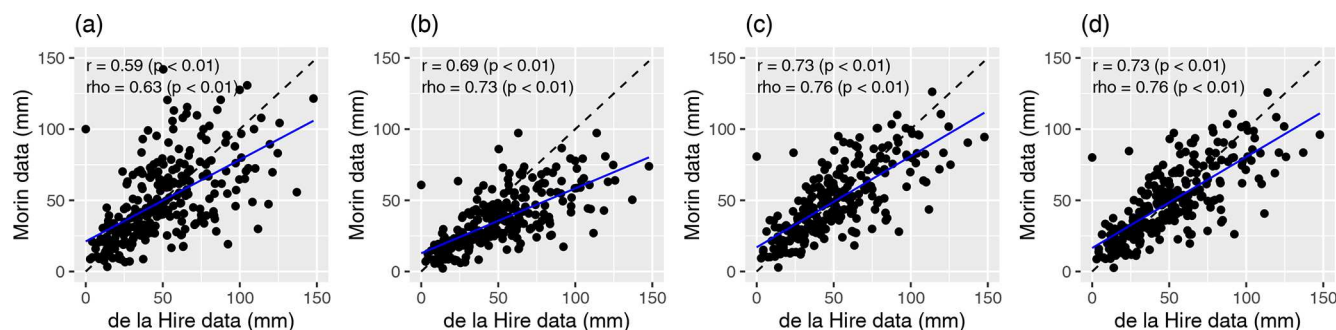 (a)
r = 0.59 (p < 0.01)
rho = 0.63 (p < 0.01)
150
100
50
0
Morin data (mm)
0 50 100 150
de la Hire data (mm)
(b)
r = 0.69 (p < 0.01)
rho = 0.73 (p < 0.01)
150
100
50
0
Morin data (mm)
0 50 100 150
de la Hire data (mm)
(c)
r = 0.73 (p < 0.01)
rho = 0.76 (p < 0.01)
150
100
50
0
Morin data (mm)
0 50 100 150
de la Hire data (mm)
(d)
r = 0.73 (p < 0.01)
rho = 0.76 (p < 0.01)
150
100
50
0
Morin data (mm)
0 50 100 150
de la Hire data (mm)